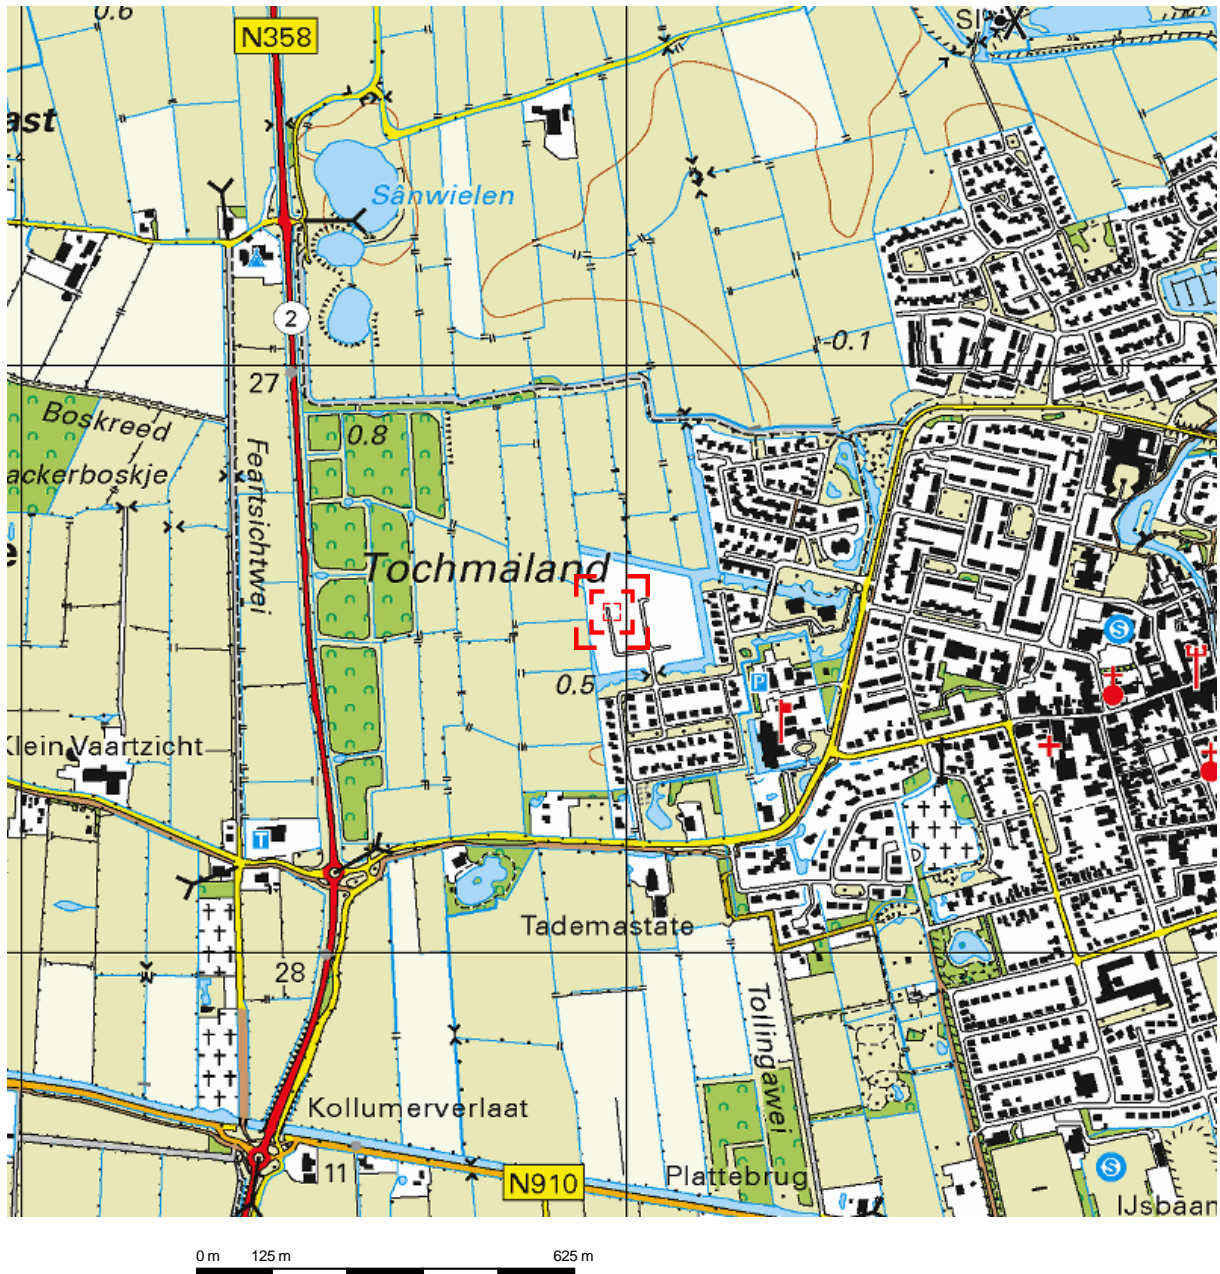 0.6
N358
SI
ast
Sânwielen
2
-0.1
27
Boskreed
0.8
ackerboskje
Feartsichtwei
Tochmaland
S
0.5
P
Klein Vaartzicht
T
Tademastate
28
Tollingawei
Kollumerverlaat
11
N910
Plattebrug
S
IJsbaan
0 m 125 m 625 m